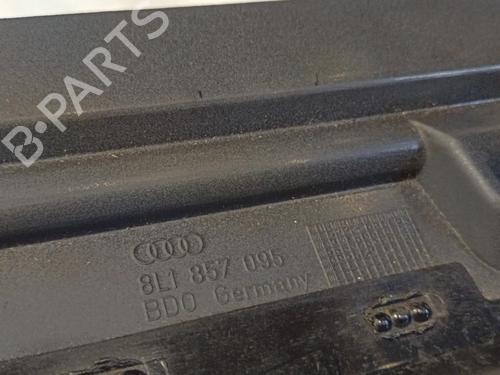 B-PARTS
8L1 857 095
BDO Germany